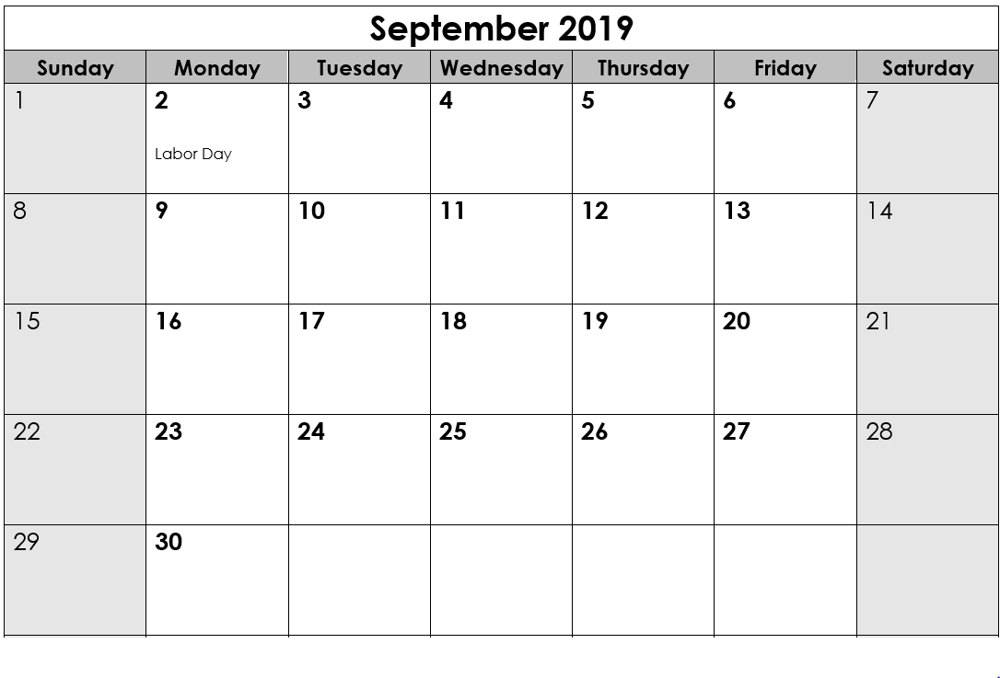 September 2019
Sunday Monday Tuesday Wednesday Thursday Friday Saturday
1 2 3 4 5 6 7
Labor Day
8 9 10 11 12 13 14
15 16 17 18 19 20 21
22 23 24 25 26 27 28
29 30